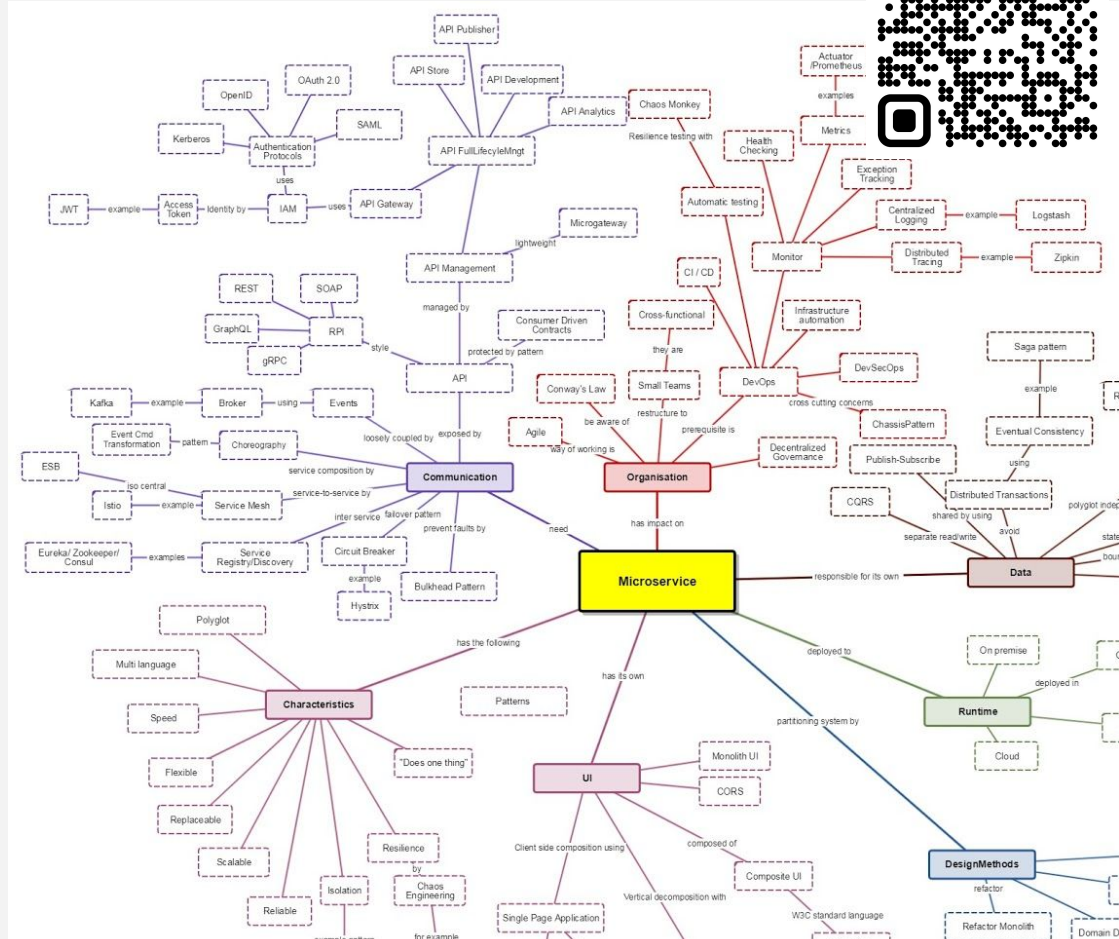 API Publisher
API Store
API Development
API Analytics
OAuth 2.0
OpenID
Kerberos
SAML
Authentication
Protocols
API FullLifecyleMngt
uses
JWT
example
Access
Token
Identity by
IAM
uses
API Gateway
Microgateway
lightweight
API Management
managed by
REST
SOAP
GraphQL
RPI
gRPC
style
Consumer Driven
Contracts
protected by pattern
API
Kafka
example
Broker
using
Events
loosely coupled by
exposed by
Event Cmd
Transformation
pattern
Choreography
service composition by
ESB
iso central
Istio
example
Service Mesh
service-to-service by
Communication
inter service
failover pattern
prevent faults by
need
Eureka/ Zookeeper/
Consul
examples
Service
Registry/Discovery
Circuit Breaker
example
Hystrix
Bulkhead Pattern
Chaos Monkey
Resilience testing with
Automatic testing
Health
Checking
Actuator
/Prometheus
examples
Metrics
Exception
Tracking
Centralized
Logging
example
Logstash
Monitor
Distributed
Tracing
example
Zipkin
CI / CD
Cross-functional
they are
Small Teams
restructure to
Infrastructure
automation
DevOps
DevSecOps
cross cutting concerns
ChassisPattern
Conway's Law
be aware of
prerequisite is
Agile
way of working is
Decentralized
Governance
Organisation
has impact on
Saga pattern
example
Eventual Consistency
using
Publish-Subscribe
Distributed Transactions
CQRS
shared by using
avoid
separate read/write
polyglot indep
state
bour
Data
Microservice
responsible for its own
has the following
has its own
partitioning system by
deployed to
Polyglot
Multi language
Speed
Characteristics
Flexible
Replaceable
Scalable
Reliable
Isolation
Resilience
by
Chaos
Engineering
"Does one thing"
example pattern
for example
Patterns
UI
Monolith UI
CORS
Client side composition using
composed of
Composite UI
Vertical decomposition with
W3C standard language
Single Page Application
On premise
deployed in
Runtime
Cloud
DesignMethods
refactor
Refactor Monolith
Domain D